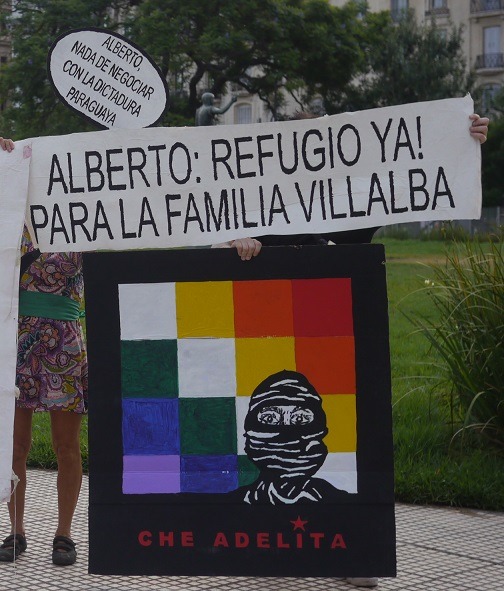 ALBERTO
NADA DE NEGOCIAR
CON LA DICTADURA
PARAGUAYA
ALBERTO: REFUGIO YA!
PARA LA FAMILIA VILLALBA
CHE ADELITA